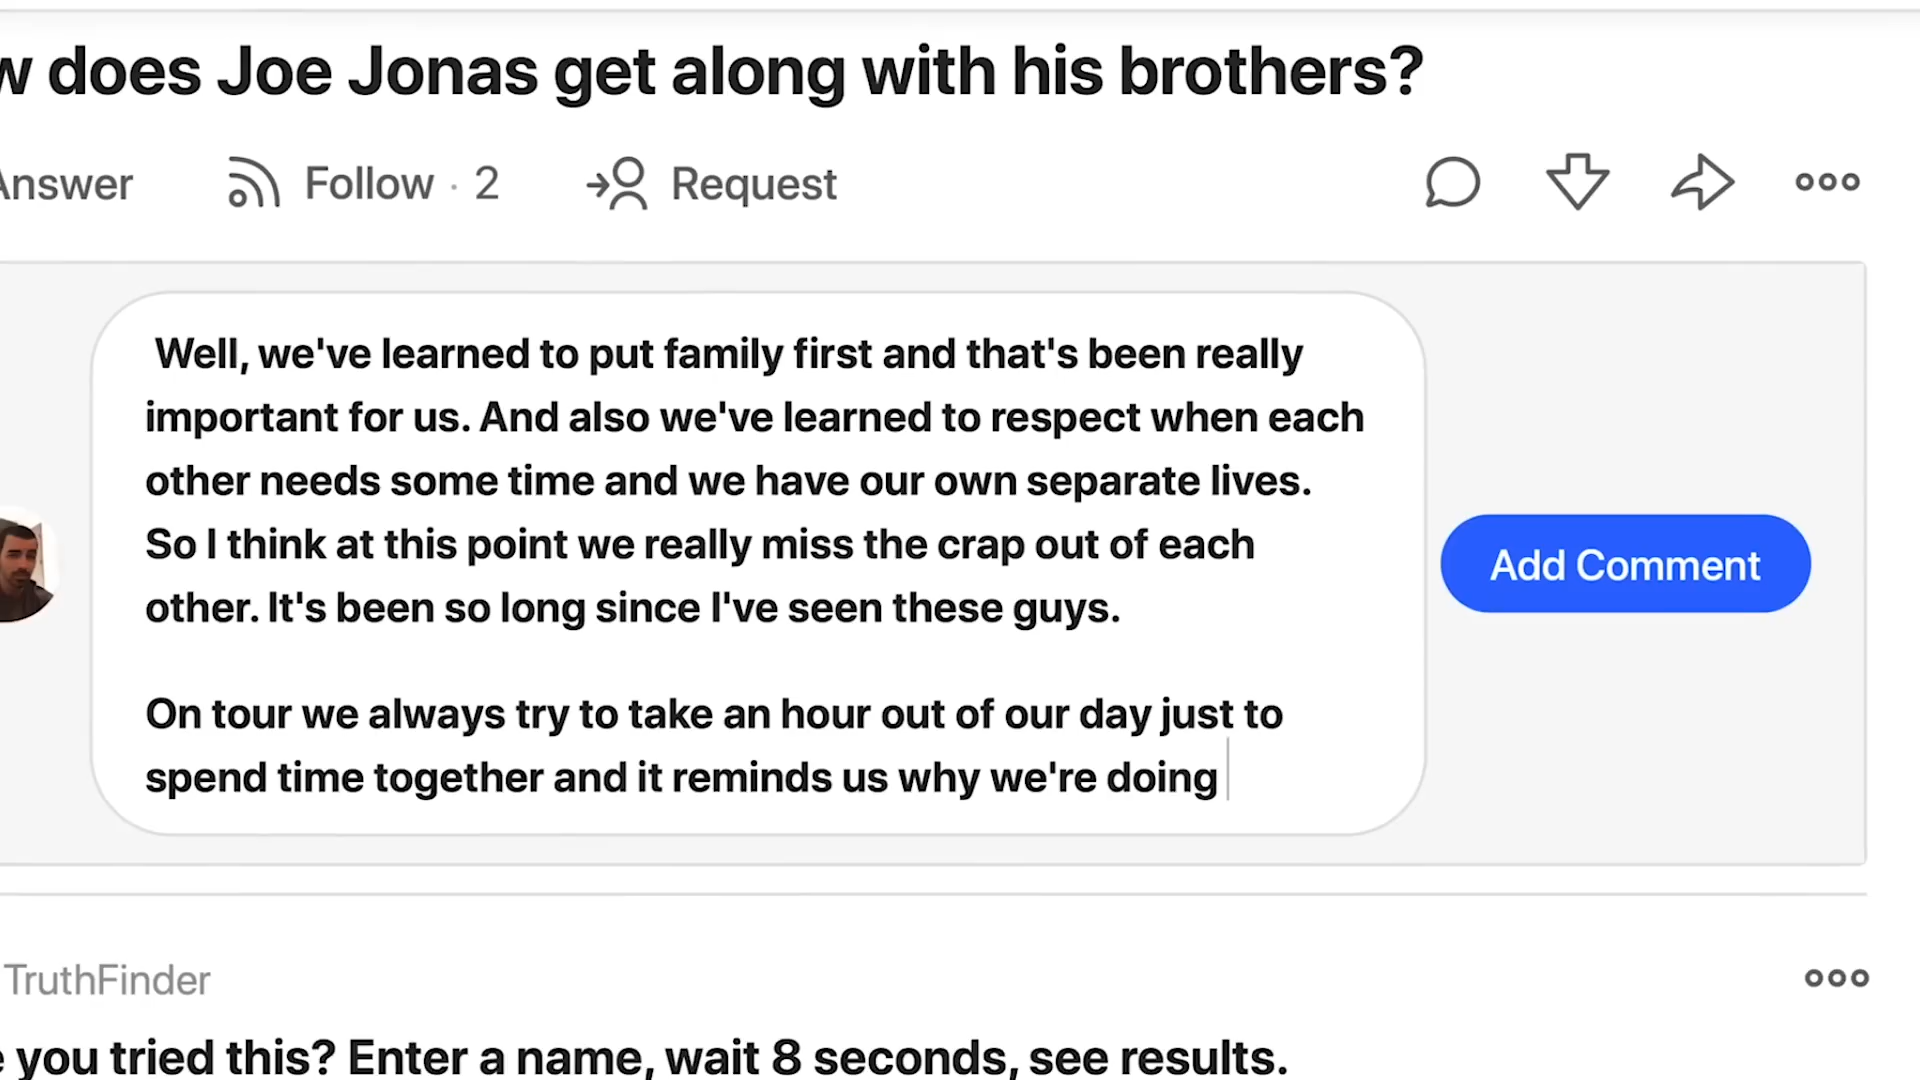 w does Joe Jonas get along with his brothers?
Answer Follow · 2 Request
Well, we've learned to put family first and that's been really
important for us. And also we've learned to respect when each
other needs some time and we have our own separate lives.
So I think at this point we really miss the crap out of each
other. It's been so long since I've seen these guys.
Add Comment
On tour we always try to take an hour out of our day just to
spend time together and it reminds us why we're doing
TruthFinder
e you tried this? Enter a name, wait 8 seconds, see results.